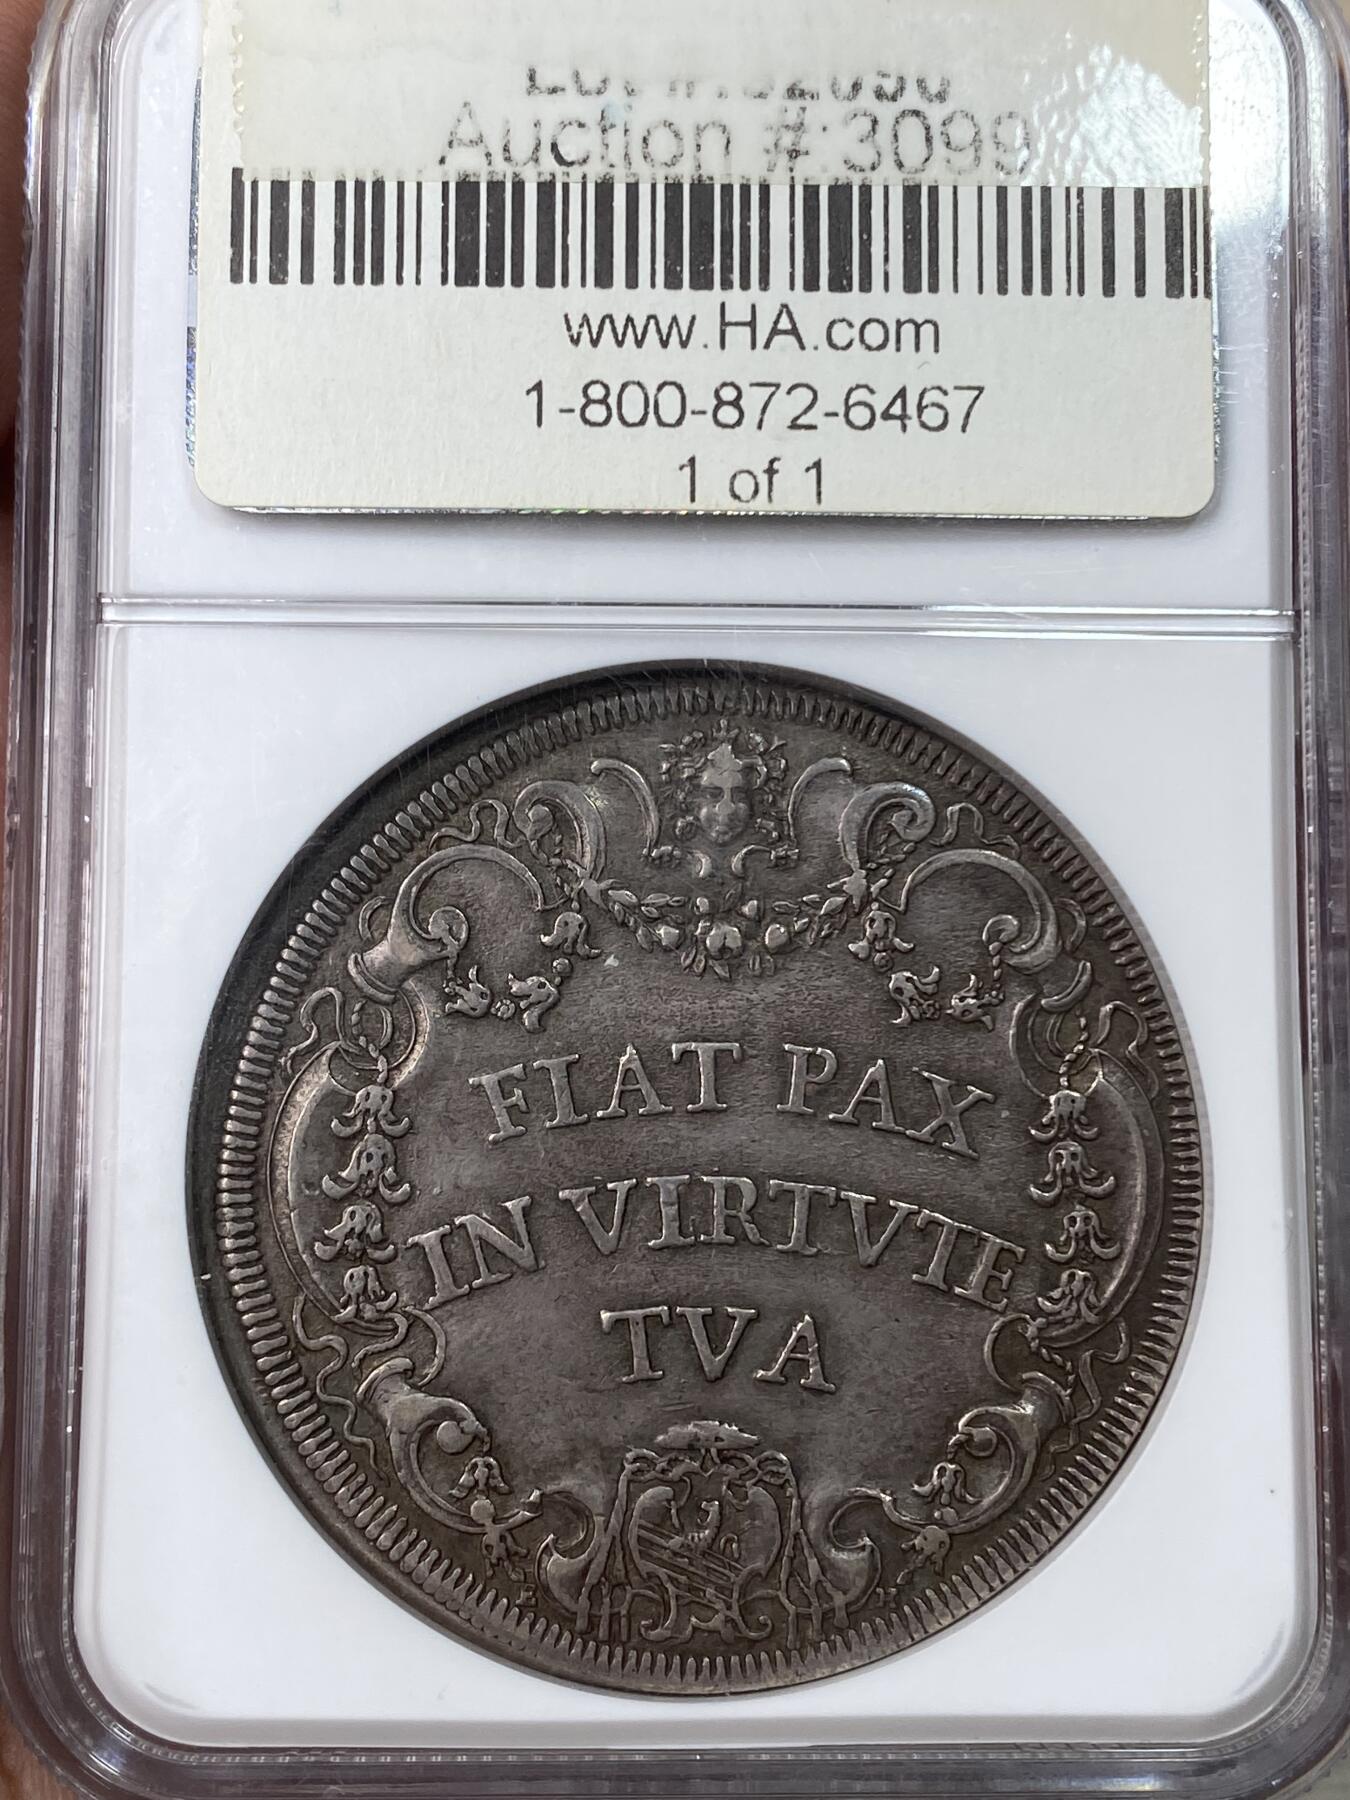 Auction #:3099
www.HA.com
1-800-872-6467
1 of 1
FIAT PAX
IN VIRTVTE
TVA